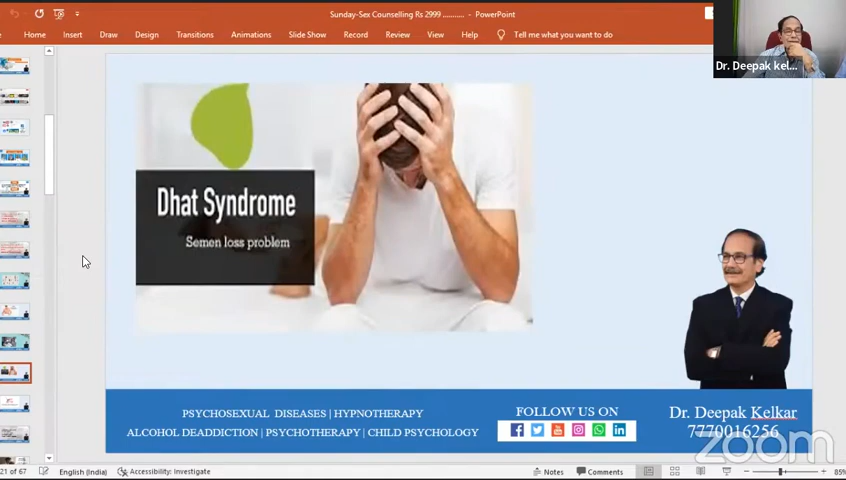 Sunday-Sex Counselling Rs 2999 ........... - PowerPoint
Home Insert Draw Design Transitions Animations Slide Show Record Review View Help Tell me what you want to do
Dr. Deepak kel...
Dhat Syndrome
Semen loss problem
PSYCHOSEXUAL DISEASES | HYPNOTHERAPY
ALCOHOL DEADDICTION | PSYCHOTHERAPY | CHILD PSYCHOLOGY
FOLLOW US ON
Dr. Deepak Kelkar
7770016256
zoom
21 of 67 English (India) Accessibility: Investigate Notes Comments 85%